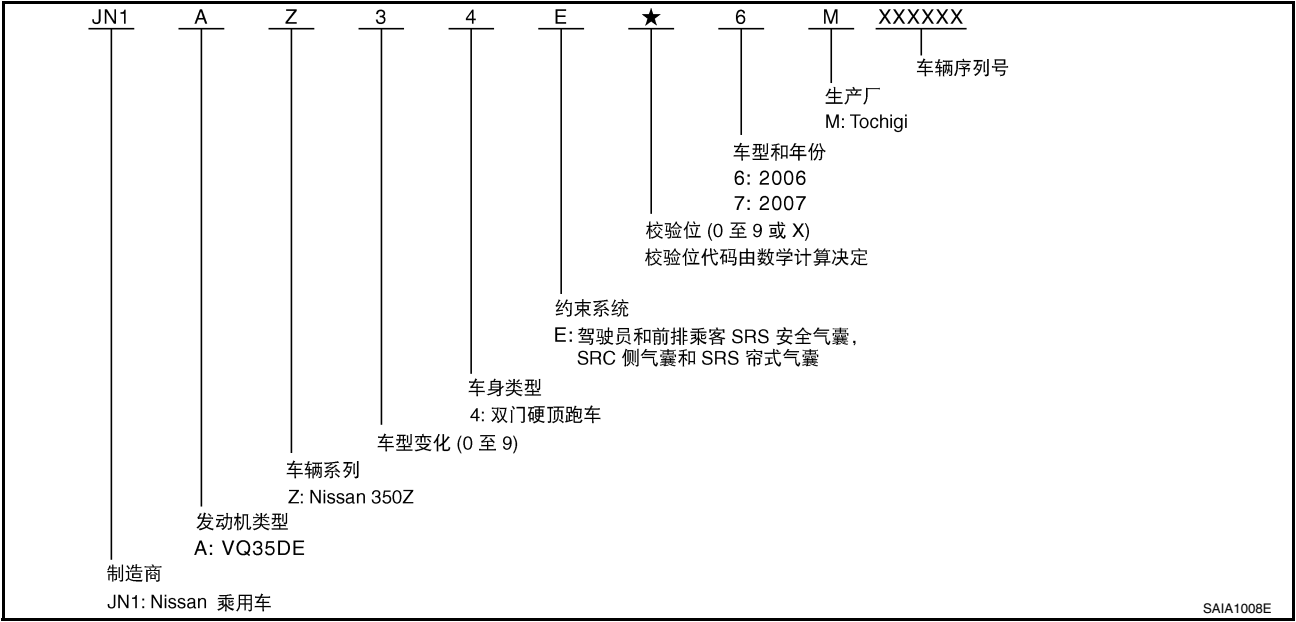 JN1 A Z 3 4 E ★ 6 M XXXXXX
车辆序列号
生产厂
M: Tochigi
车型和年份
6: 2006
7: 2007
校验位 (0 至 9 或 X)
校验位代码由数学计算决定
约束系统
E: 驾驶员和前排乘客 SRS 安全气囊,
SRC 侧气囊和 SRS 帘式气囊
车身类型
4: 双门硬顶跑车
车型变化 (0 至 9)
车辆系列
Z: Nissan 350Z
发动机类型
A: VQ35DE
制造商
JN1: Nissan 乘用车
SAIA1008E